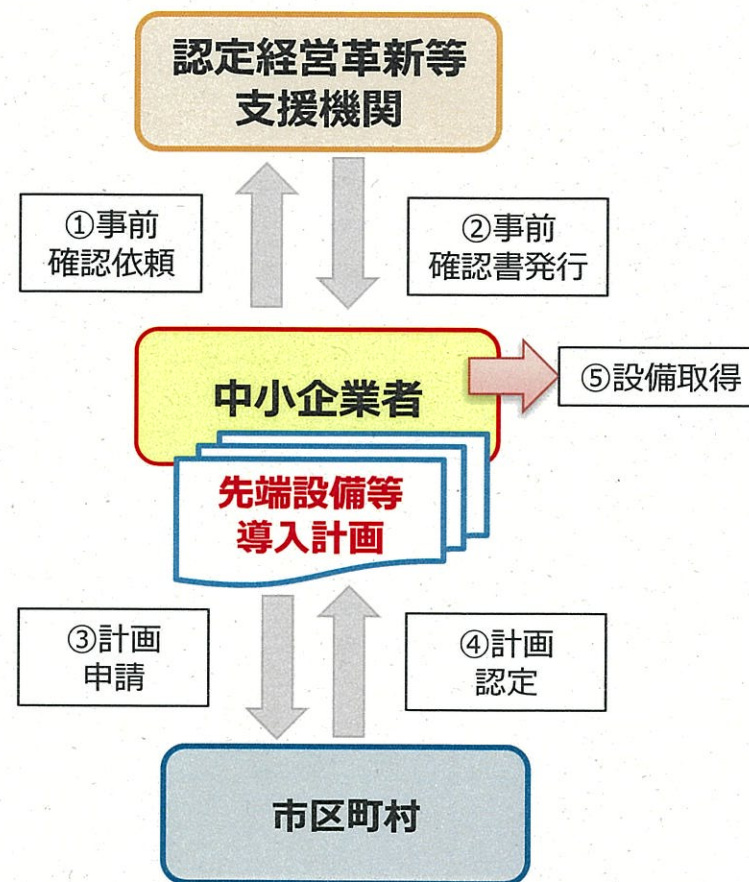 認定経営革新等
支援機関
①事前
確認依頼
②事前
確認書発行
中小企業者
⑤設備取得
先端設備等
導入計画
③計画
申請
④計画
認定
市区町村